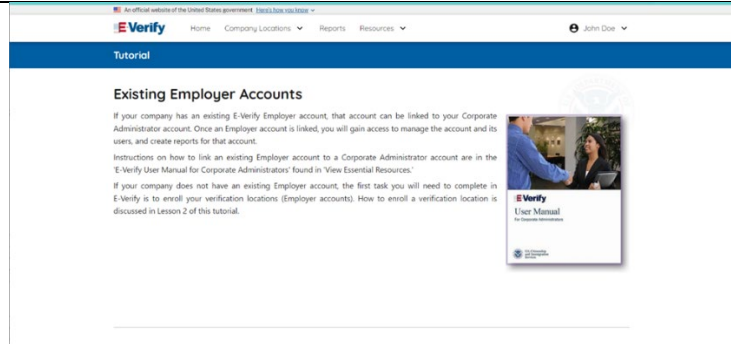 An official website of the United States government Here's how you know
E-Verify Home Company Locations Reports Resources John Doe
Tutorial
Existing Employer Accounts
If your company has an existing E-Verify Employer account, that account can be linked to your Corporate
Administrator account. Once an Employer account is linked, you will gain access to manage the account and its
users, and create reports for that account.
Instructions on how to link an existing Employer account to a Corporate Administrator account are in the
'E-Verify User Manual for Corporate Administrators' found in 'View Essential Resources.'
If your company does not have an existing Employer account, the first task you will need to complete in
E-Verify is to enroll your verification locations (Employer accounts). How to enroll a verification location is
discussed in Lesson 2 of this tutorial.
E-Verify
User Manual
For Corporate Administrators
U.S. Citizenship
and Immigration
Services